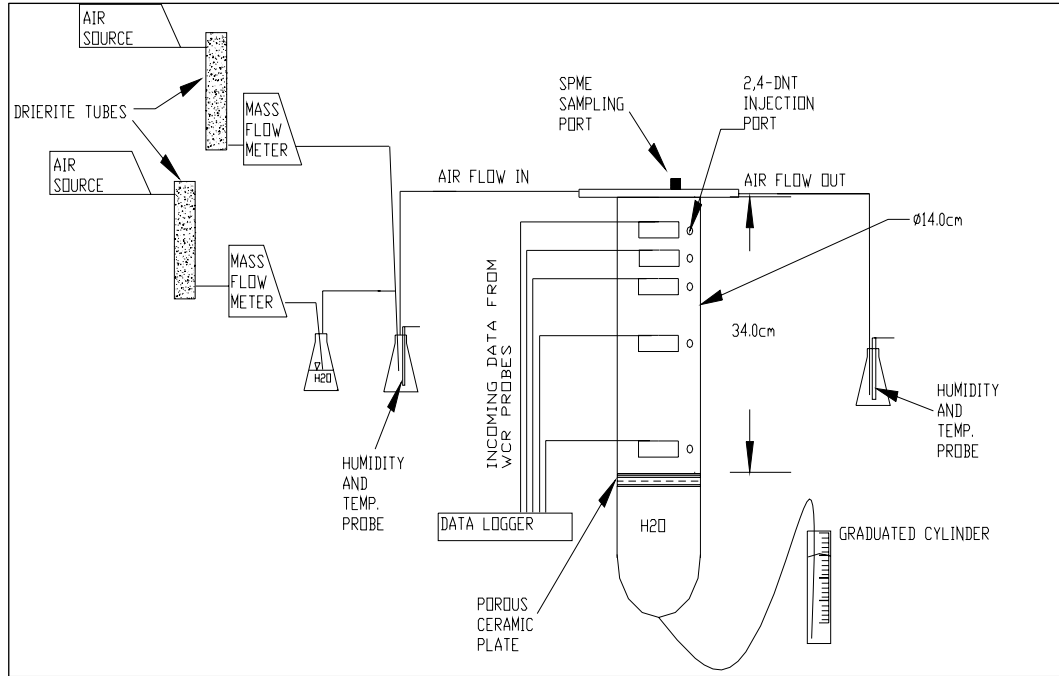 AIR
SOURCE
DRIERITE TUBES
MASS
FLOW
METER
AIR
SOURCE
MASS
FLOW
METER
H2O
HUMIDITY
AND
TEMP.
PROBE
AIR FLOW IN
SPME
SAMPLING
PORT
2,4-DNT
INJECTION
PORT
AIR FLOW OUT
ø14.0cm
34.0cm
INCOMING DATA FROM
WCR PROBES
DATA LOGGER
H2O
POROUS
CERAMIC
PLATE
GRADUATED CYLINDER
HUMIDITY
AND
TEMP.
PROBE